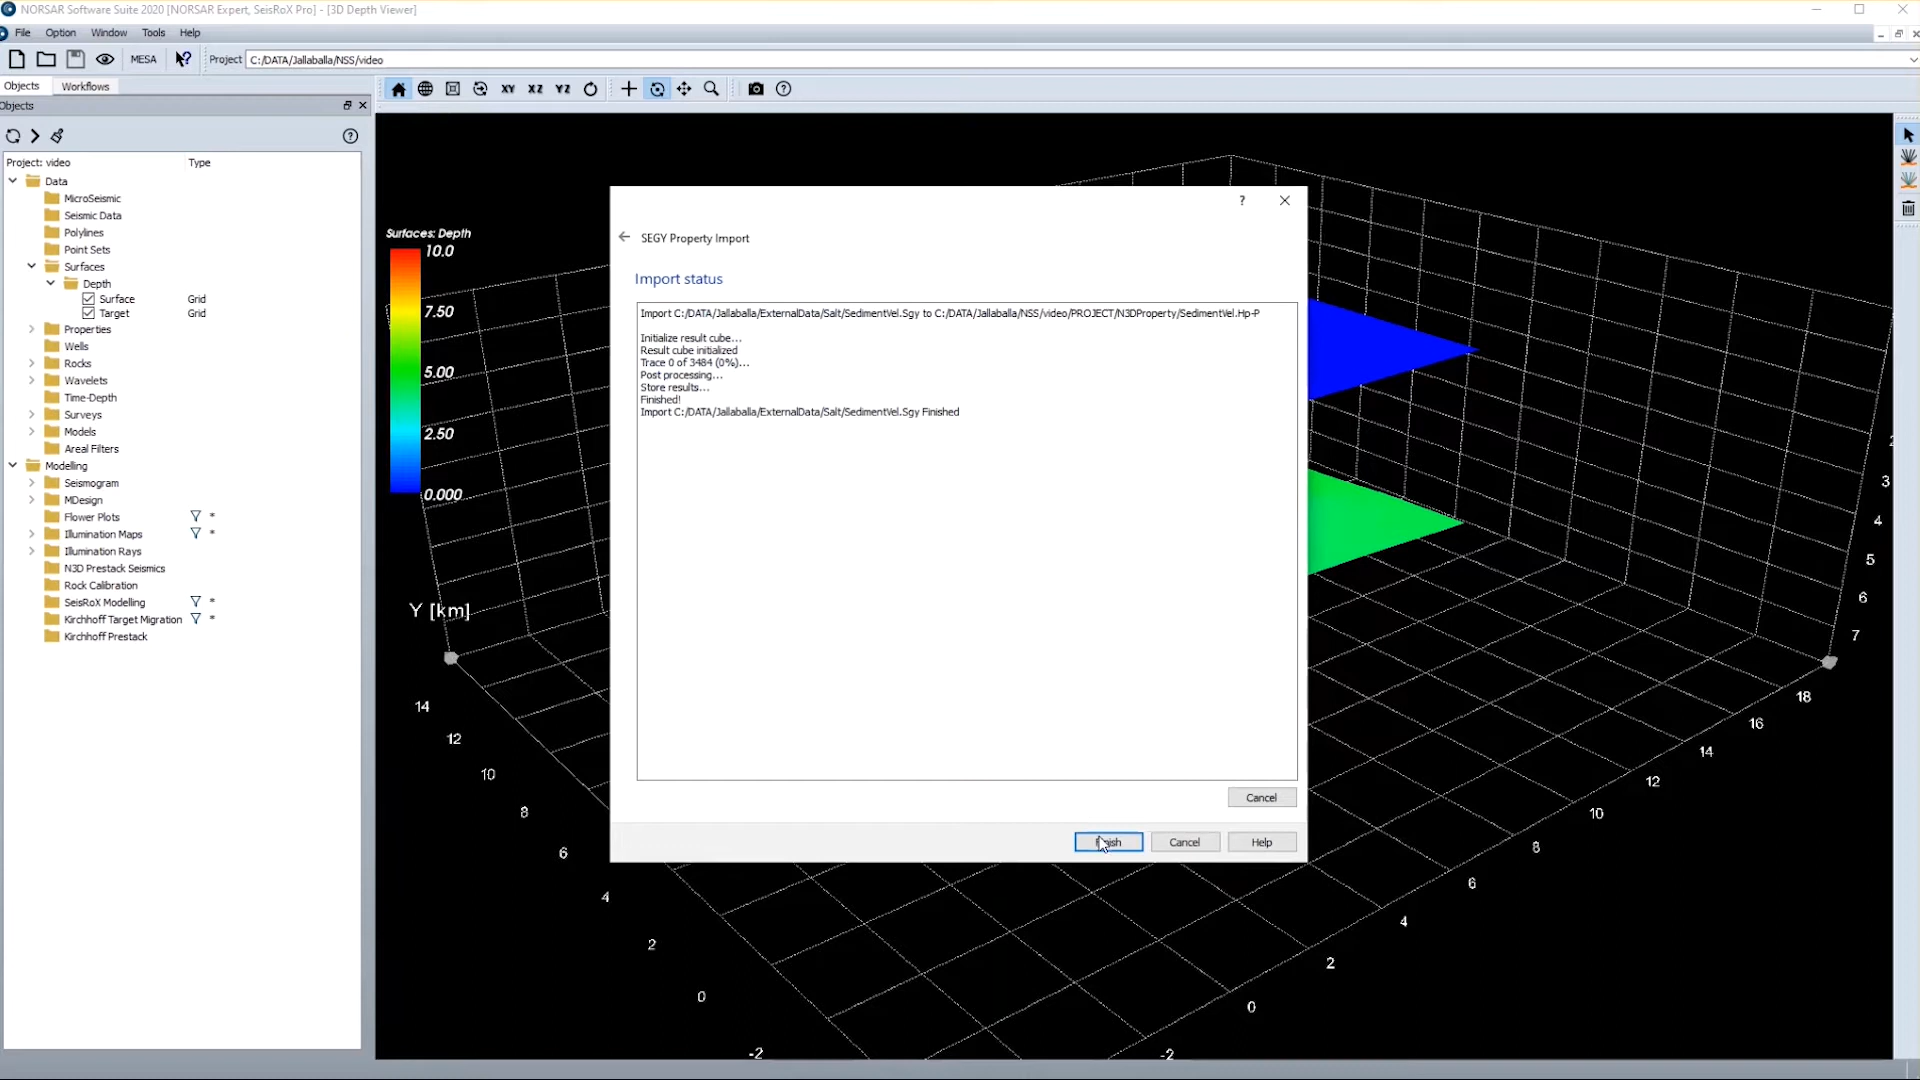 NORSAR Software Suite 2020 [NORSAR Expert, SeisRoX Pro] - [3D Depth Viewer]
File Option Window Tools Help
MESA Project C:/DATA/Jallaballa/NSS/video
Objects Workflows
XY XZ YZ
Objects
Project: video Type
Data
MicroSeismic
Seismic Data
Polylines
Point Sets
Surfaces
Depth
Surface Grid
Target Grid
Properties
Wells
Rocks
Wavelets
Time-Depth
Surveys
Models
Areal Filters
Modelling
Seismogram
MDesign
Flower Plots *
Illumination Maps *
Illumination Rays
N3D Prestack Seismics
Rock Calibration
SeisRoX Modelling *
Kirchhoff Target Migration *
Kirchhoff Prestack
Surfaces: Depth
10.0
7.50
5.00
2.50
0.000
Y [km]
14
12
10
8
6
4
2
0
-2
SEGY Property Import
Import status
Import C:/DATA/Jallaballa/ExternalData/Salt/SedimentVel.Sgy to C:/DATA/Jallaballa/NSS/video/PROJECT/N3DProperty/SedimentVel.Hp-P
Initialize result cube...
Result cube initialized
Trace 0 of 3484 (0%)...
Post processing...
Store results...
Finished!
Import C:/DATA/Jallaballa/ExternalData/Salt/SedimentVel.Sgy Finished
Cancel
Cancel Help
2
3
4
5
6
7
18
16
14
12
10
8
6
4
2
0
-2